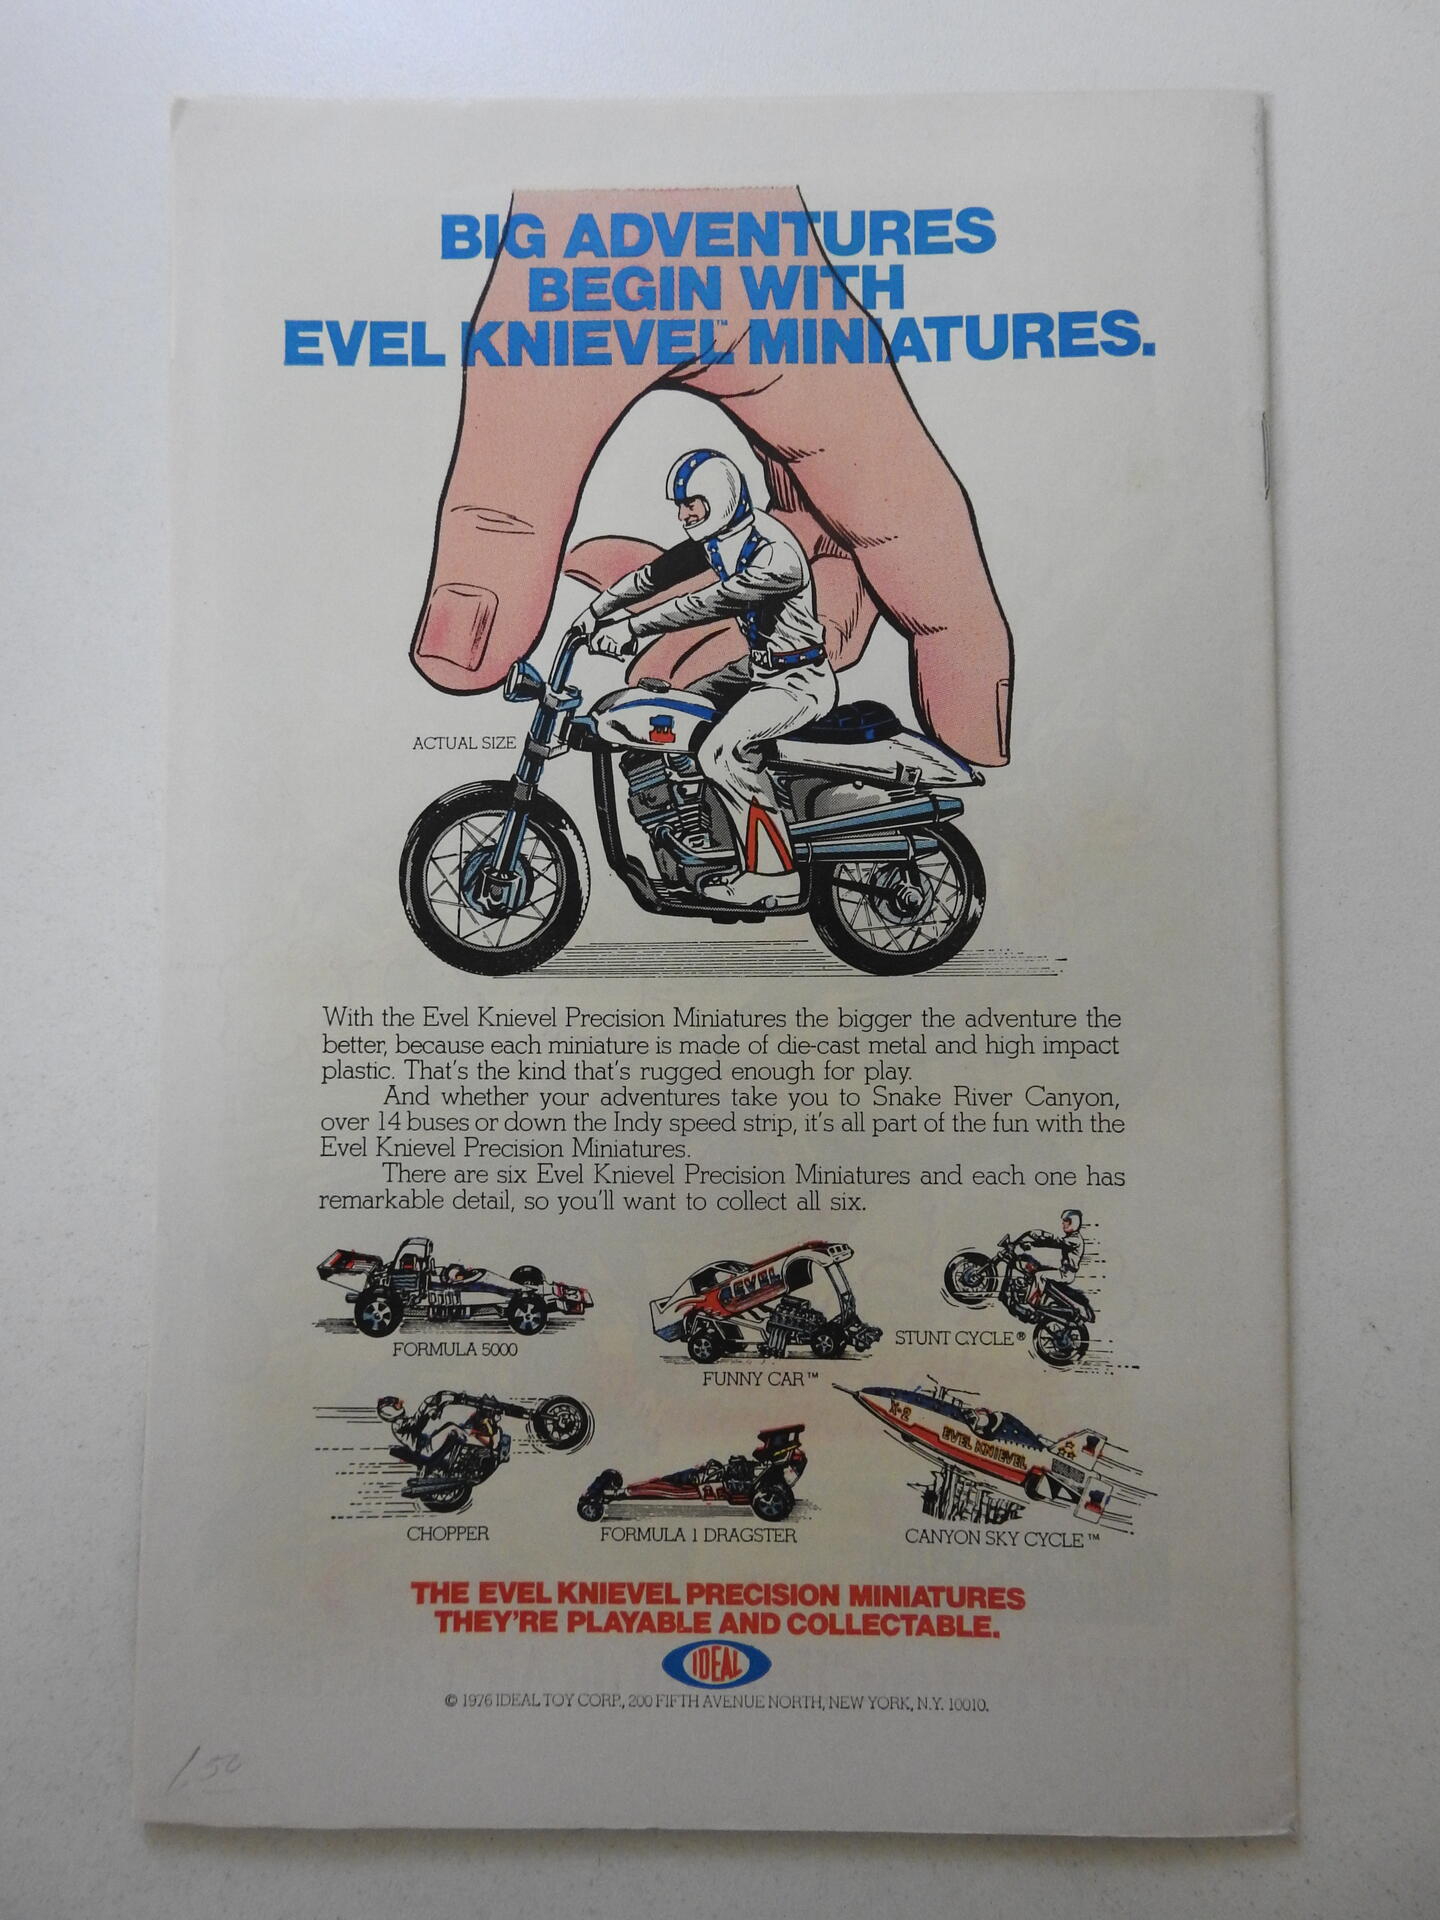 BIG ADVENTURES
BEGIN WITH
EVEL KNIEVEL™ MINIATURES.
ACTUAL SIZE
With the Evel Knievel Precision Miniatures the bigger the adventure the
better, because each miniature is made of die-cast metal and high impact
plastic. That's the kind that's rugged enough for play.
And whether your adventures take you to Snake River Canyon,
over 14 buses or down the Indy speed strip, it's all part of the fun with the
Evel Knievel Precision Miniatures.
There are six Evel Knievel Precision Miniatures and each one has
remarkable detail, so you'll want to collect all six.
EVEL
STUNT CYCLE®
FORMULA 5000
FUNNY CAR™
X-2
EVEL KNIEVEL
CHOPPER
FORMULA 1 DRAGSTER
CANYON SKY CYCLE™
THE EVEL KNIEVEL PRECISION MINIATURES
THEY'RE PLAYABLE AND COLLECTABLE.
IDEAL
© 1976 IDEAL TOY CORP., 200 FIFTH AVENUE NORTH, NEW YORK, N.Y. 10010.
1.50